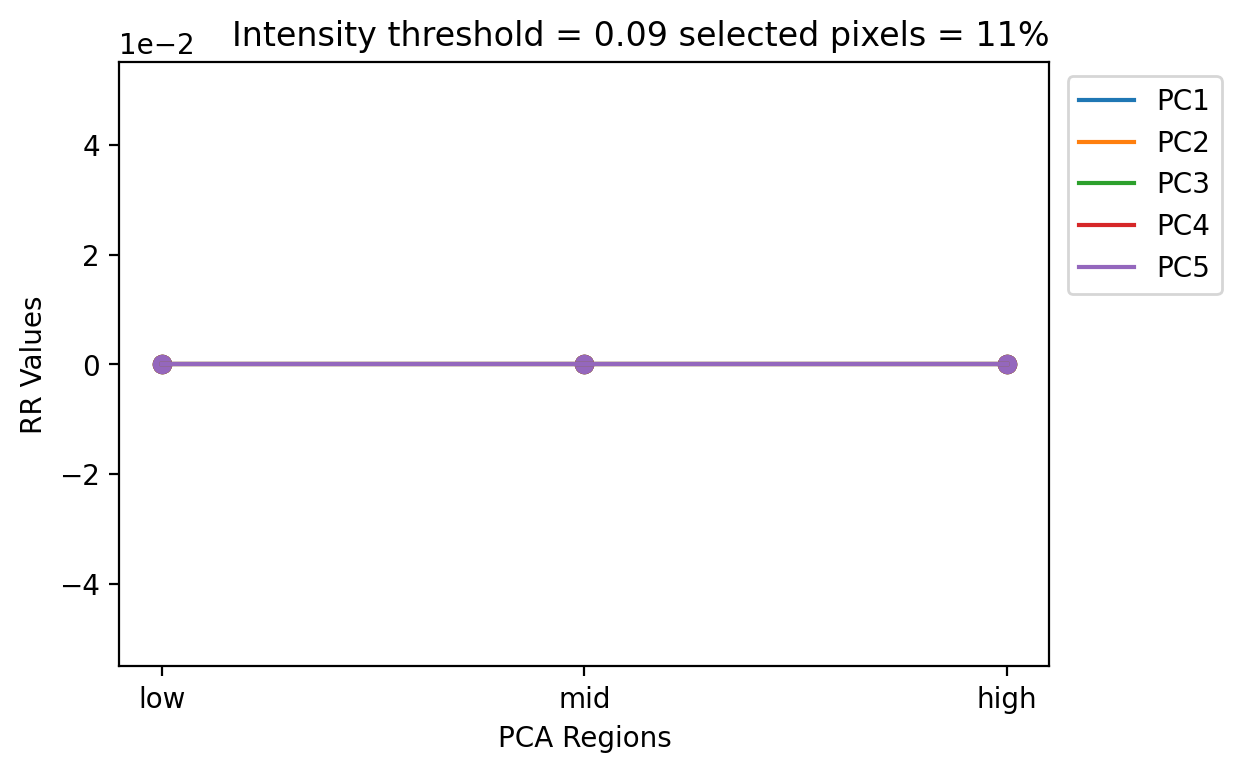 Intensity threshold = 0.09 selected pixels = 11%
1e−2
4
2
0
−2
−4
RR Values
low mid high
PCA Regions
PC1
PC2
PC3
PC4
PC5